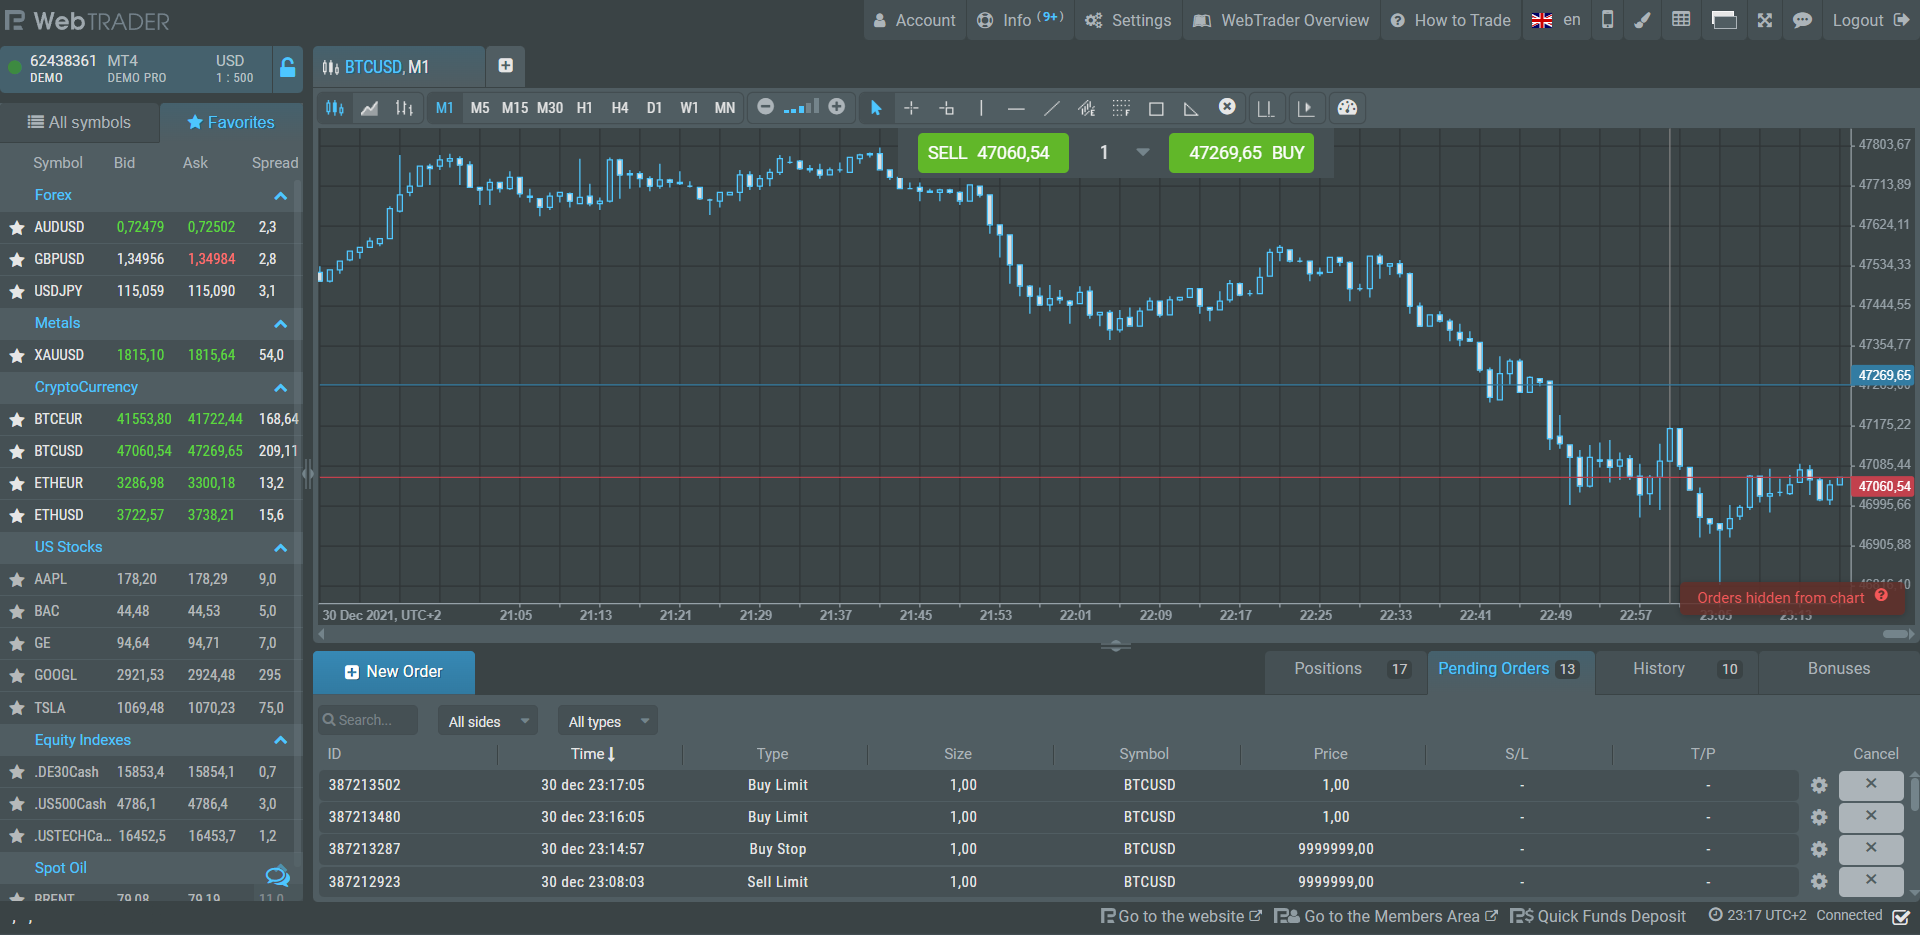 WebTRADER
Account
Info (9+)
Settings
WebTrader Overview
How to Trade
en
Logout
62438361 MT4 USD
DEMO DEMO PRO 1 : 500
BTCUSD, M1
All symbols Favorites
M1 M5 M15 M30 H1 H4 D1 W1 MN
Symbol Bid Ask Spread
Forex
AUDUSD 0,72479 0,72502 2,3
GBPUSD 1,34956 1,34984 2,8
USDJPY 115,059 115,090 3,1
Metals
XAUUSD 1815,10 1815,64 54,0
CryptoCurrency
BTCEUR 41553,80 41722,44 168,64
BTCUSD 47060,54 47269,65 209,11
ETHEUR 3286,98 3300,18 13,2
ETHUSD 3722,57 3738,21 15,6
US Stocks
AAPL 178,20 178,29 9,0
BAC 44,48 44,53 5,0
GE 94,64 94,71 7,0
GOOGL 2921,53 2924,48 295
TSLA 1069,48 1070,23 75,0
Equity Indexes
.DE30Cash 15853,4 15854,1 0,7
.US500Cash 4786,1 4786,4 3,0
.USTECHCa... 16452,5 16453,7 1,2
Spot Oil
BRENT 79,08 79,19 11,0
SELL 47060,54 1 47269,65 BUY
47803,67
47713,89
47624,11
47534,33
47444,55
47354,77
47269,65
47175,22
47085,44
47060,54
46995,66
46905,88
Orders hidden from chart
30 Dec 2021, UTC+2 21:05 21:13 21:21 21:29 21:37 21:45 21:53 22:01 22:09 22:17 22:25 22:33 22:41 22:49 22:57 23:05 23:13
New Order
Positions 17
Pending Orders 13
History 10
Bonuses
Search...
All sides
All types
ID Time Type Size Symbol Price S/L T/P Cancel
387213502 30 dec 23:17:05 Buy Limit 1,00 BTCUSD 1,00 - -
387213480 30 dec 23:16:05 Buy Limit 1,00 BTCUSD 1,00 - -
387213287 30 dec 23:14:57 Buy Stop 1,00 BTCUSD 9999999,00 - -
387212923 30 dec 23:08:03 Sell Limit 1,00 BTCUSD 9999999,00 - -
, ,
Go to the website
Go to the Members Area
Quick Funds Deposit
23:17 UTC+2 Connected